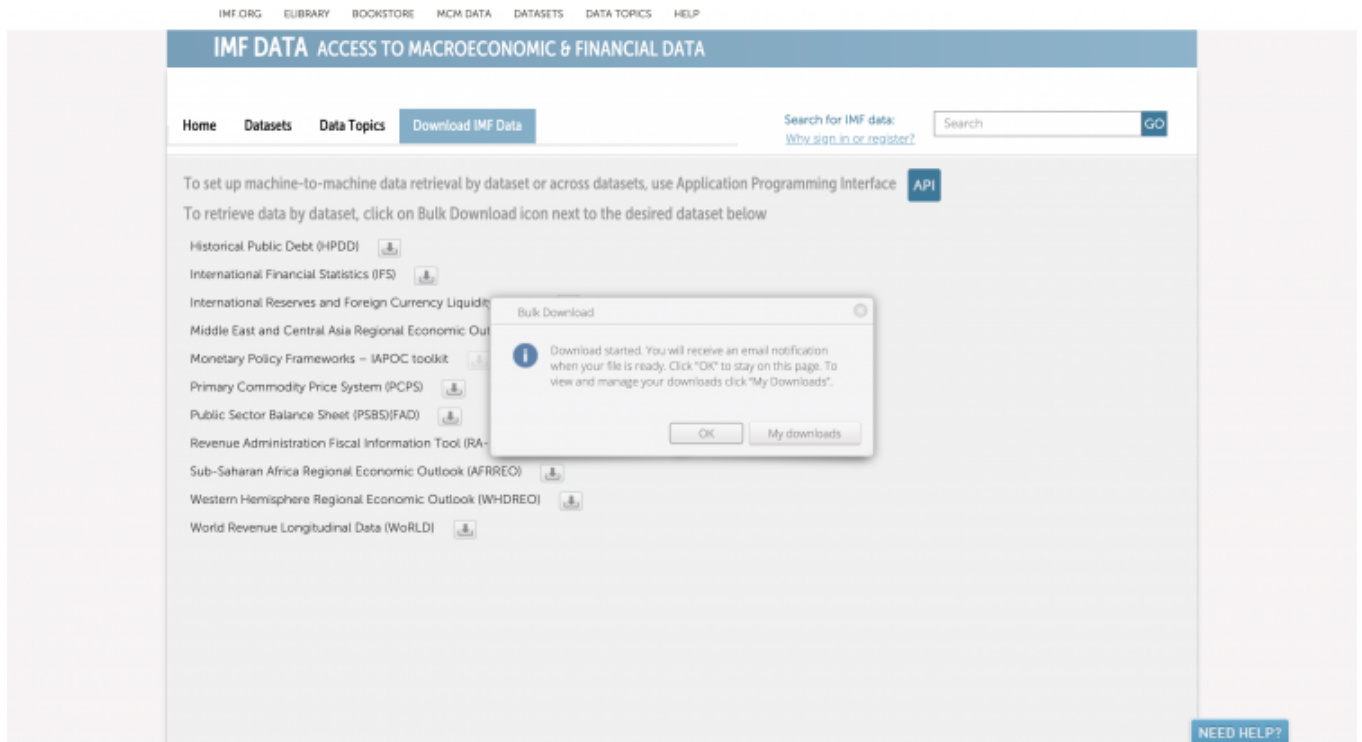 IMF.ORG ELIBRARY BOOKSTORE MCM DATA DATASETS DATA TOPICS HELP
IMF DATA ACCESS TO MACROECONOMIC & FINANCIAL DATA
Home Datasets Data Topics Download IMF Data
Search for IMF data:
Why sign in or register?
Search GO
To set up machine-to-machine data retrieval by dataset or across datasets, use Application Programming Interface API
To retrieve data by dataset, click on Bulk Download icon next to the desired dataset below
Historical Public Debt (HPDD)
International Financial Statistics (IFS)
International Reserves and Foreign Currency Liquidity
Middle East and Central Asia Regional Economic Out
Monetary Policy Frameworks – IAPOC toolkit
Primary Commodity Price System (PCPS)
Public Sector Balance Sheet (PSBS)(FAD)
Revenue Administration Fiscal Information Tool (RA-
Sub-Saharan Africa Regional Economic Outlook (AFRREO)
Western Hemisphere Regional Economic Outlook (WHDREO)
World Revenue Longitudinal Data (WoRLD)
Bulk Download
Download started. You will receive an email notification
when your file is ready. Click "OK" to stay on this page. To
view and manage your downloads click "My Downloads".
OK My downloads
NEED HELP?